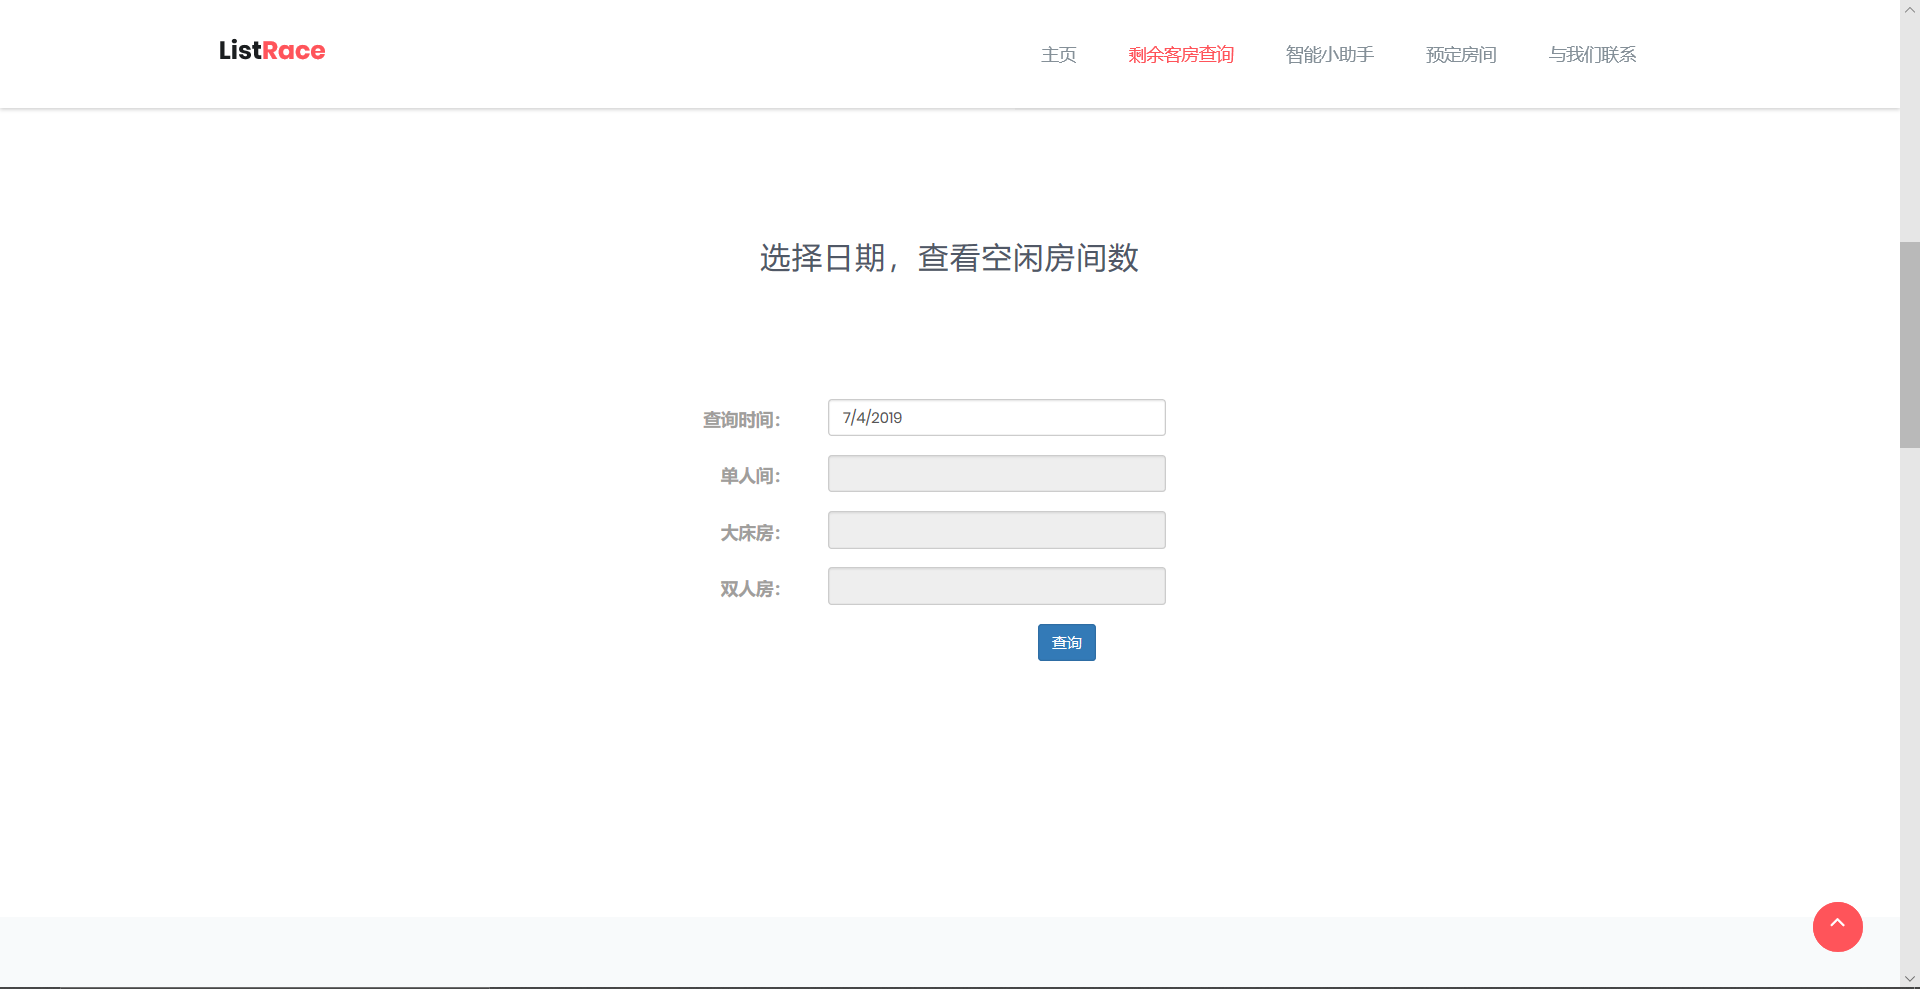 ListRace
主页 剩余客房查询 智能小助手 预定房间 与我们联系
选择日期，查看空闲房间数
查询时间： 7/4/2019
单人间：
大床房：
双人房：
查询